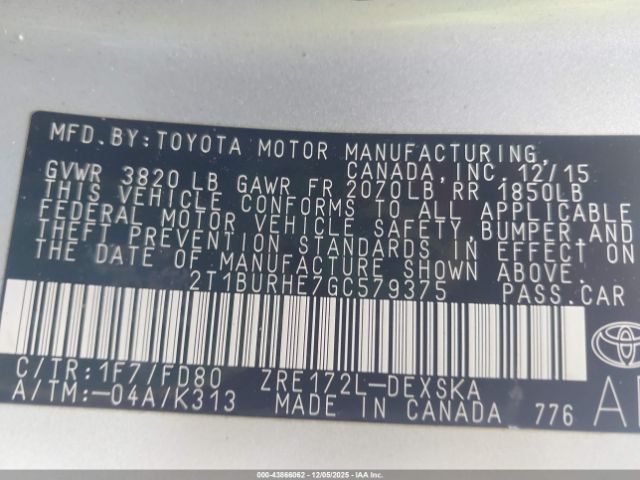 MFD. BY: TOYOTA MOTOR MANUFACTURING,
CANADA, INC. 12/15
GVWR 3820 LB GAWR FR 2070LB RR 1850LB
THIS VEHICLE CONFORMS TO ALL APPLICABLE
FEDERAL MOTOR VEHICLE SAFETY, BUMPER AND
THEFT PREVENTION STANDARDS IN EFFECT ON
THE DATE OF MANUFACTURE SHOWN ABOVE.
2T1BURHE7GC579375 PASS.CAR
C/TR:1F7/FD80 ZRE172L-DEXSKA
A/TM:-04A/K313 MADE IN CANADA 776
TOYOTA
000-43866062 • 12/05/2025 • IAA Inc.